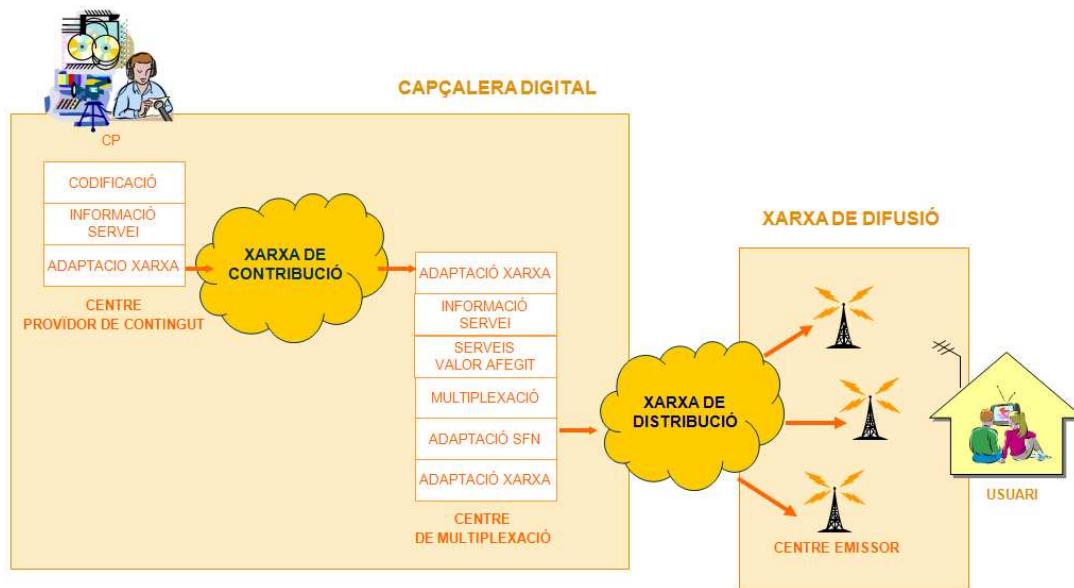 CAPÇALERA DIGITAL
CP
CODIFICACIÓ
INFORMACIÓ
SERVEI
ADAPTACIO XARXA
CENTRE
PROVÏDOR DE CONTINGUT
XARXA DE
CONTRIBUCIÓ
ADAPTACIÓ XARXA
INFORMACIÓ
SERVEI
SERVEIS
VALOR AFEGIT
MULTIPLEXACIÓ
ADAPTACIÓ SFN
ADAPTACIÓ XARXA
CENTRE
DE MULTIPLEXACIÓ
XARXA DE
DISTRIBUCIÓ
XARXA DE DIFUSIÓ
CENTRE EMISSOR
USUARI